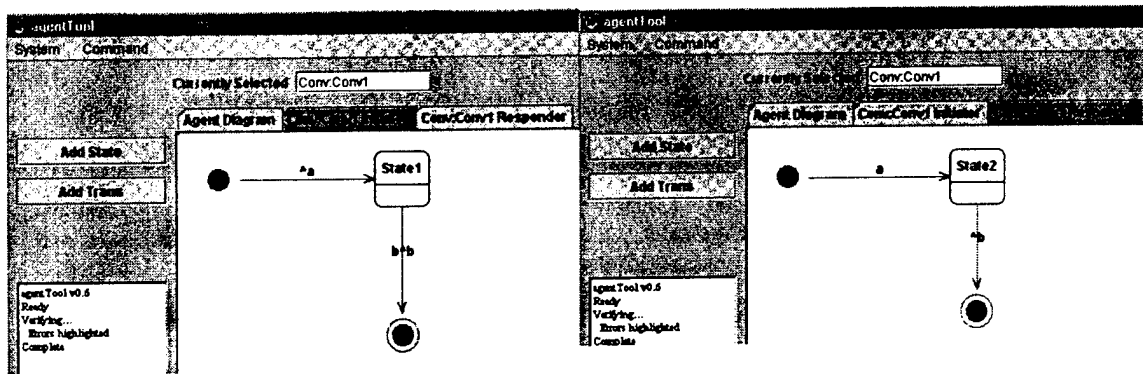 agentTool
System Command
Currently Selected Conv:Conv1
Agent Diagram Conv:Conv1 Responder
Add State
Add Trans
^a
State1
b^b
agentTool v0.5
Ready
Verifying...
Errors highlighted
Complete
agentTool
System Command
Currently Selected Conv:Conv1
Agent Diagram Conv:Conv1 Initiator
Add State
Add Trans
a
State2
^b
agentTool v0.5
Ready
Verifying...
Errors highlighted
Complete